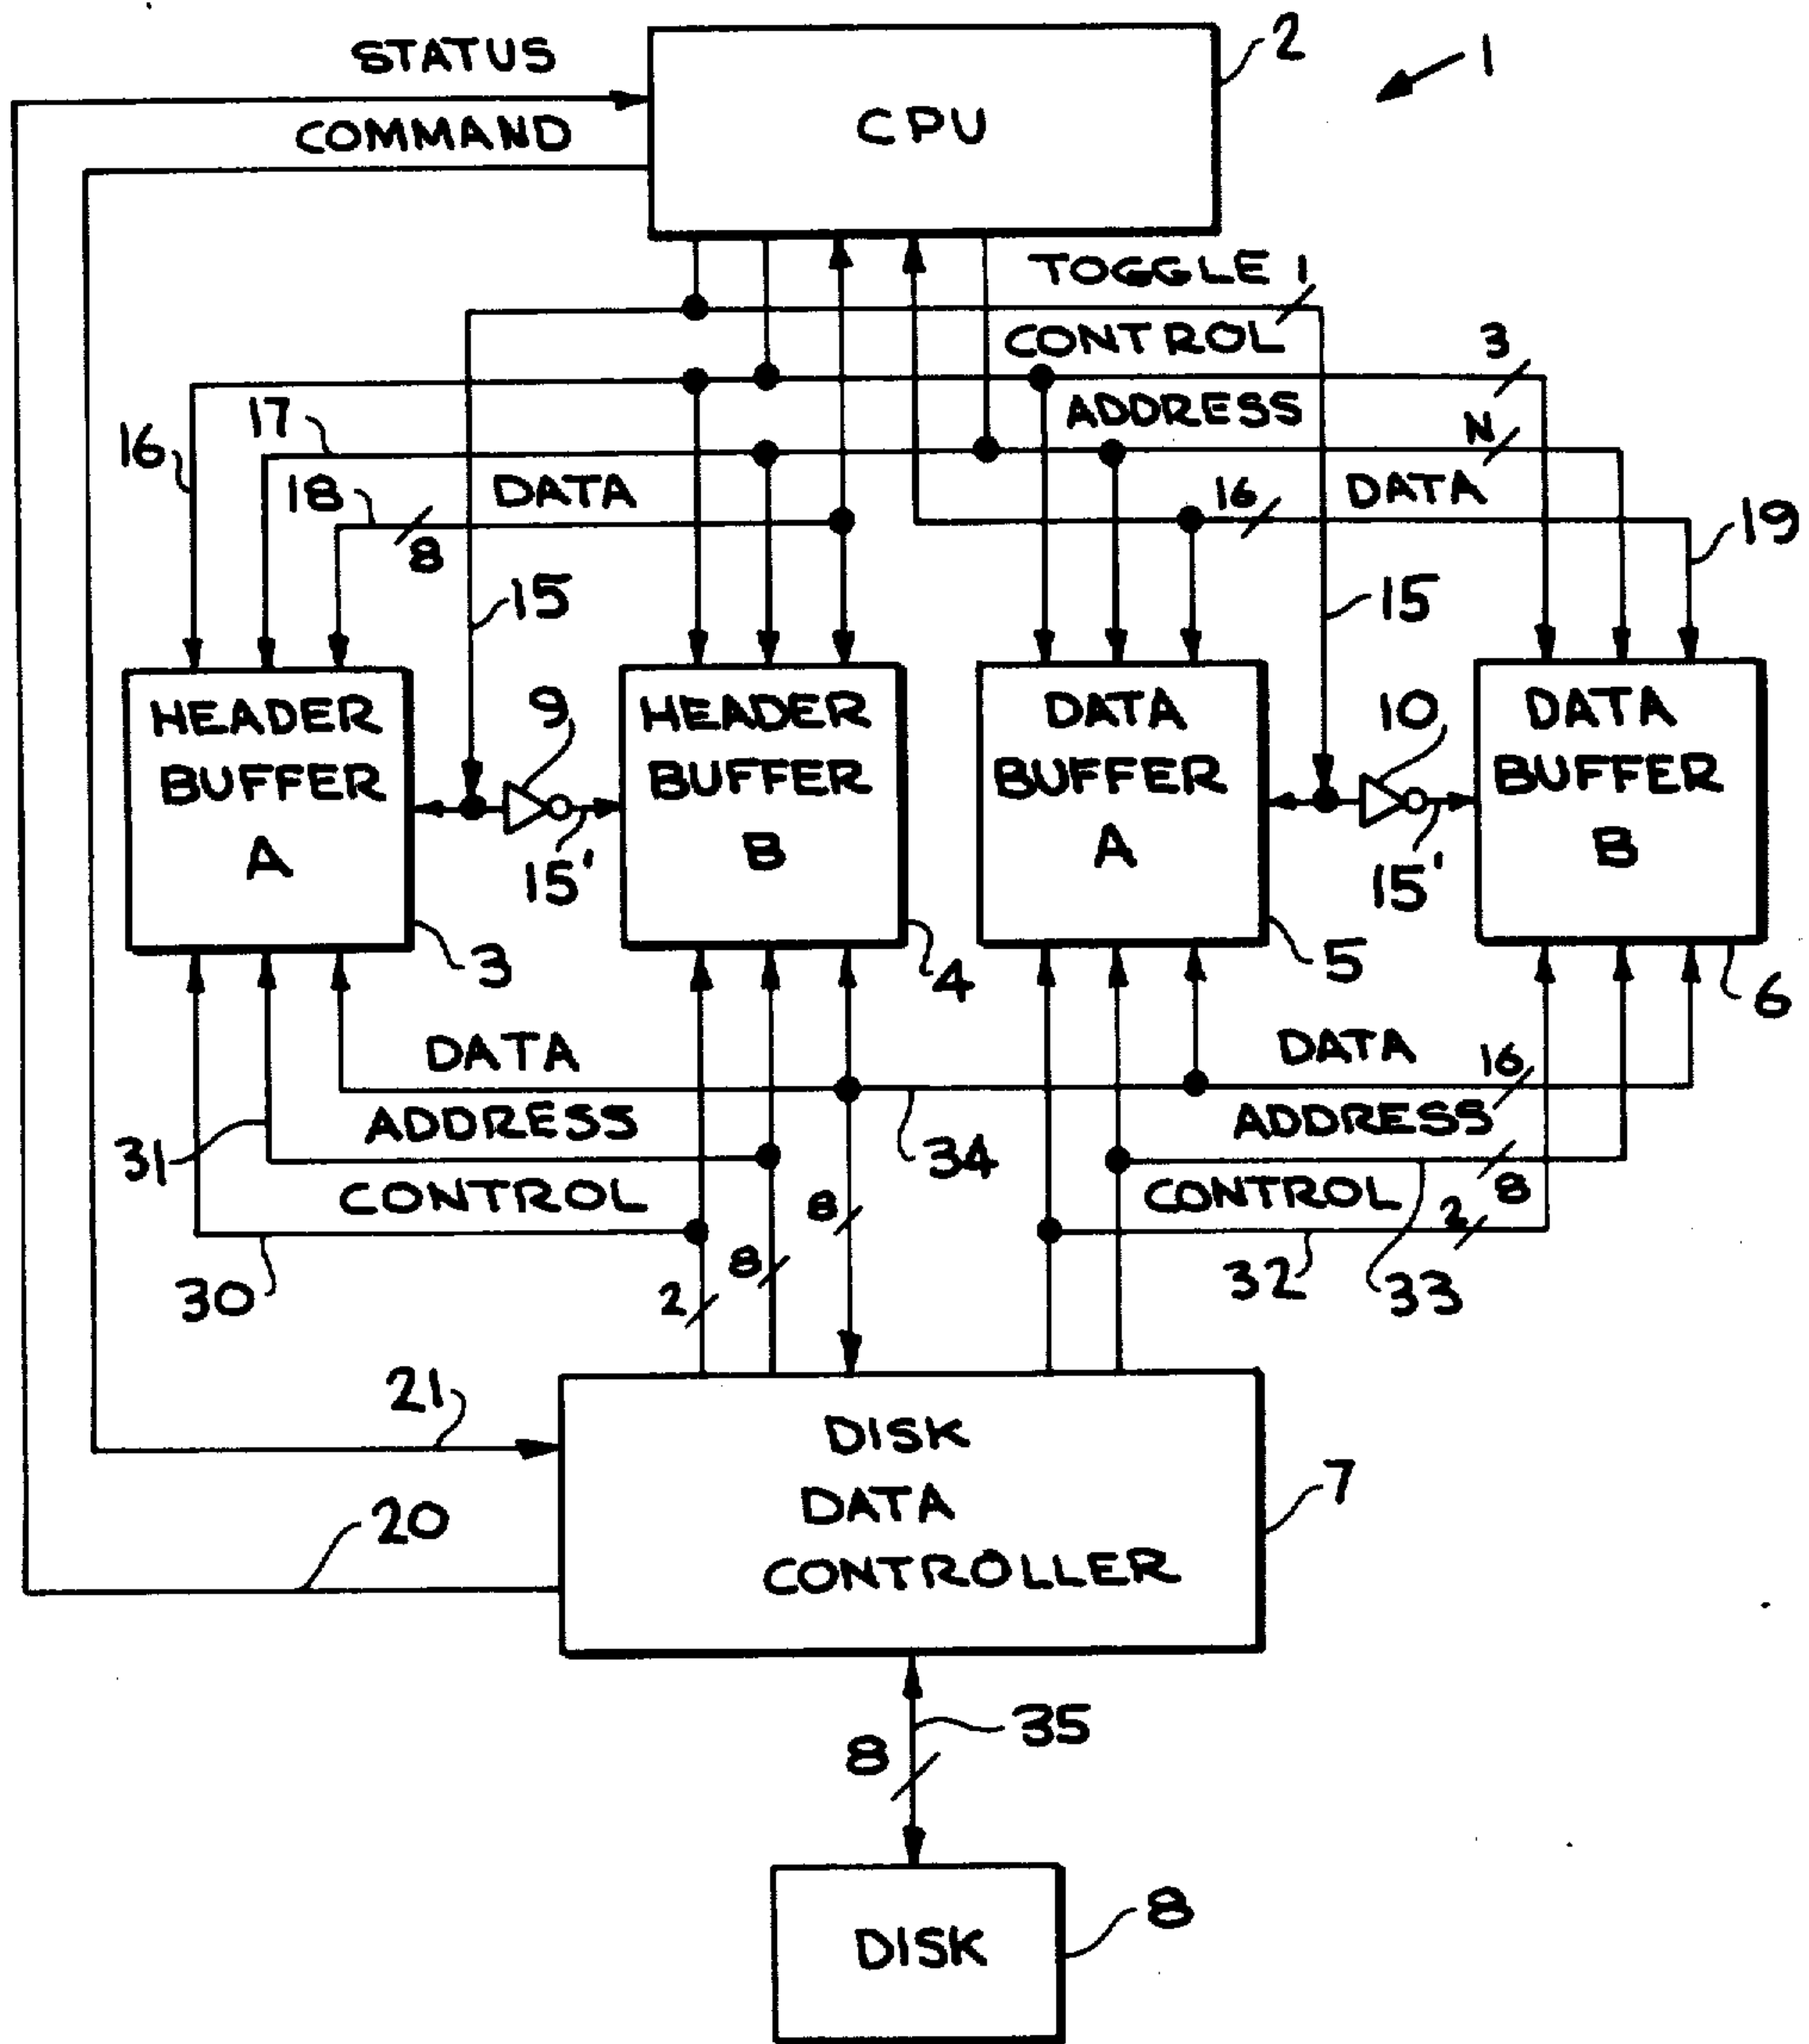 STATUS
2
1
COMMAND
CPU
TOGGLE 1
CONTROL
3
ADDRESS
N
16
17
18
DATA
16
DATA
19
8
15
15
HEADER
BUFFER
A
9
HEADER
BUFFER
B
DATA
BUFFER
A
10
DATA
BUFFER
B
15'
15'
3
4
5
6
DATA
DATA
16
31
ADDRESS
34
ADDRESS
8
CONTROL
8
CONTROL
2
30
2
8
32
33
21
DISK
DATA
CONTROLLER
7
20
35
8
DISK
8